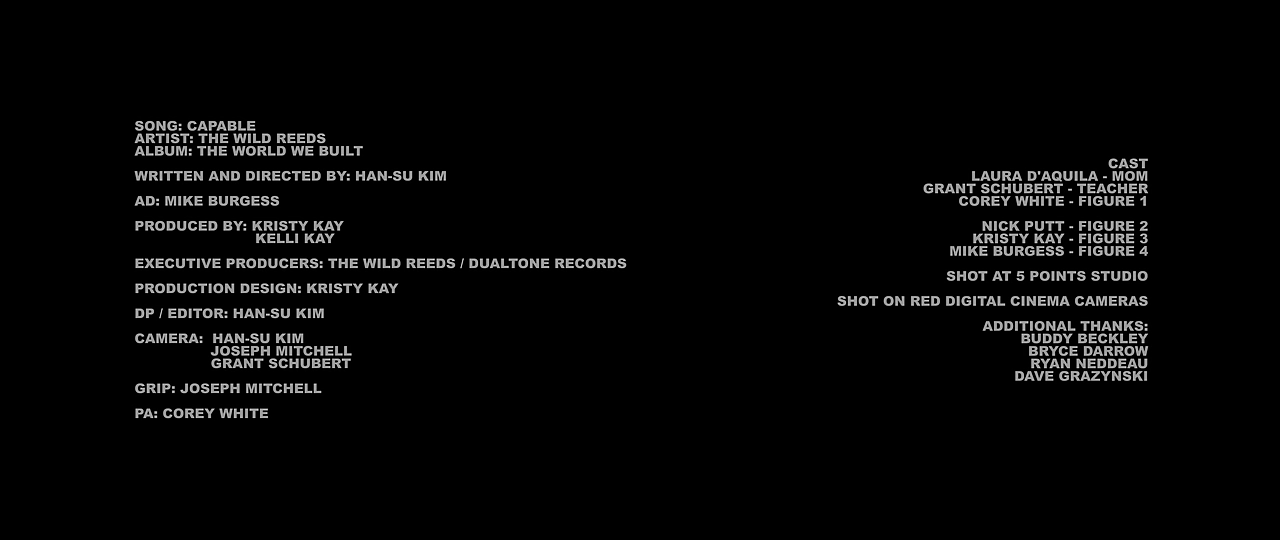 SONG: CAPABLE
ARTIST: THE WILD REEDS
ALBUM: THE WORLD WE BUILT
WRITTEN AND DIRECTED BY: HAN-SU KIM
AD: MIKE BURGESS
PRODUCED BY: KRISTY KAY
KELLI KAY
EXECUTIVE PRODUCERS: THE WILD REEDS / DUALTONE RECORDS
PRODUCTION DESIGN: KRISTY KAY
DP / EDITOR: HAN-SU KIM
CAMERA: HAN-SU KIM
JOSEPH MITCHELL
GRANT SCHUBERT
GRIP: JOSEPH MITCHELL
PA: COREY WHITE
CAST
LAURA D'AQUILA - MOM
GRANT SCHUBERT - TEACHER
COREY WHITE - FIGURE 1
NICK PUTT - FIGURE 2
KRISTY KAY - FIGURE 3
MIKE BURGESS - FIGURE 4
SHOT AT 5 POINTS STUDIO
SHOT ON RED DIGITAL CINEMA CAMERAS
ADDITIONAL THANKS:
BUDDY BECKLEY
BRYCE DARROW
RYAN NEDDEAU
DAVE GRAZYNSKI